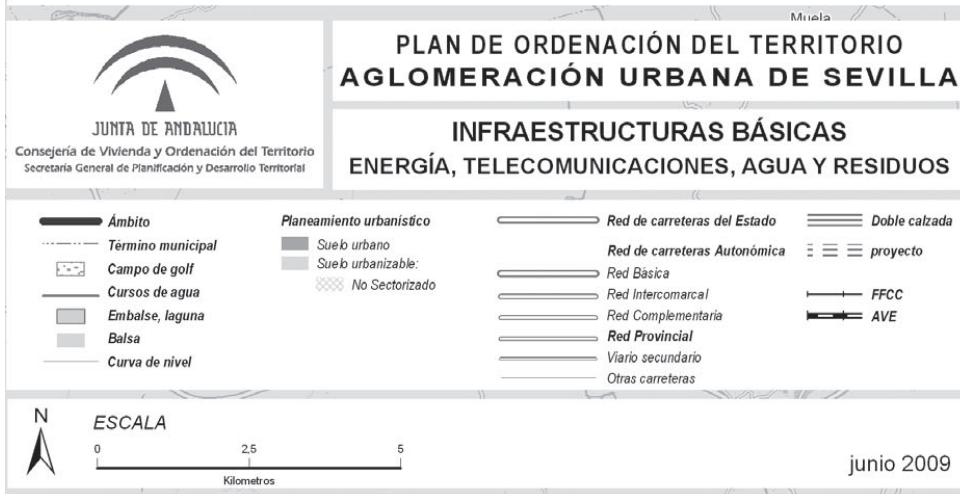 Muela
JUNTA DE ANDALUCIA
Consejería de Vivienda y Ordenación del Territorio
Secretaría General de Planificación y Desarrollo Territorial
PLAN DE ORDENACIÓN DEL TERRITORIO
AGLOMERACIÓN URBANA DE SEVILLA
INFRAESTRUCTURAS BÁSICAS
ENERGÍA, TELECOMUNICACIONES, AGUA Y RESIDUOS
Ámbito
Término municipal
Campo de golf
Cursos de agua
Embalse, laguna
Balsa
Curva de nivel
Planeamiento urbanístico
Suelo urbano
Suelo urbanizable:
No Sectorizado
Red de carreteras del Estado
Red de carreteras Autonómica
Red Básica
Red Intercomarcal
Red Complementaria
Red Provincial
Viario secundario
Otras carreteras
Doble calzada
proyecto
FFCC
AVE
N
ESCALA
0 2,5 5
Kilometros
junio 2009